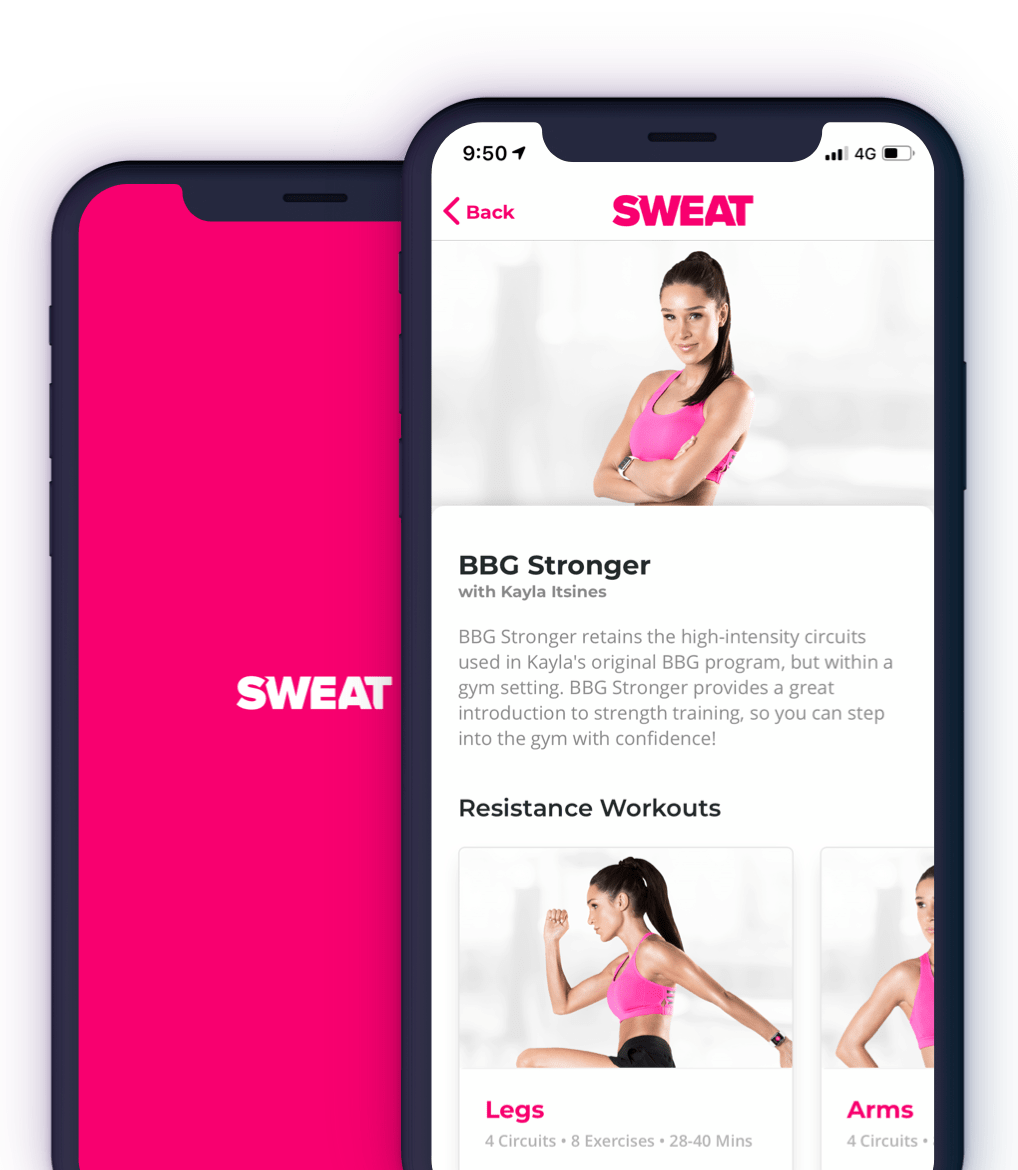 SWEAT
9:50
4G
Back
SWEAT
BBG Stronger
with Kayla Itsines
BBG Stronger retains the high-intensity circuits
used in Kayla's original BBG program, but within a
gym setting. BBG Stronger provides a great
introduction to strength training, so you can step
into the gym with confidence!
Resistance Workouts
Legs
4 Circuits • 8 Exercises • 28-40 Mins
Arms
4 Circuits •